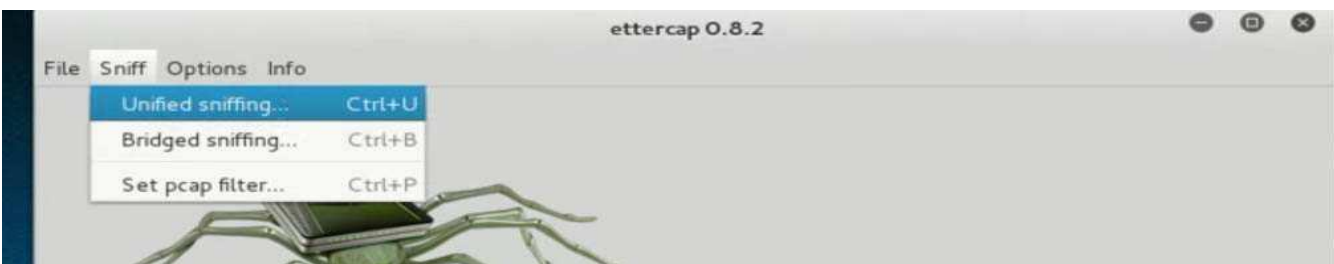 ettercap 0.8.2
File Sniff Options Info
Unified sniffing... Ctrl+U
Bridged sniffing... Ctrl+B
Set pcap filter... Ctrl+P